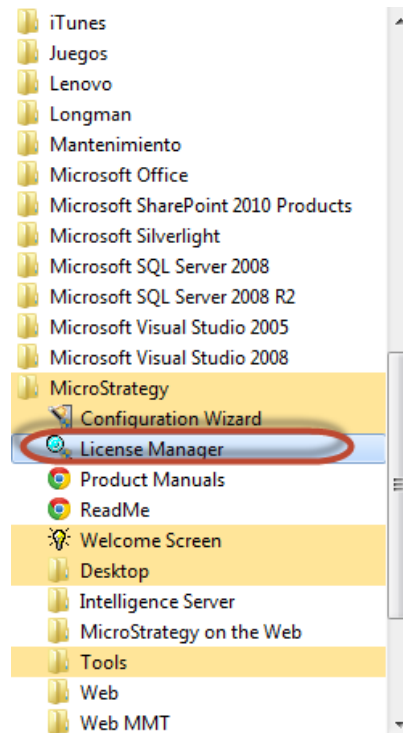 iTunes
Juegos
Lenovo
Longman
Mantenimiento
Microsoft Office
Microsoft SharePoint 2010 Products
Microsoft Silverlight
Microsoft SQL Server 2008
Microsoft SQL Server 2008 R2
Microsoft Visual Studio 2005
Microsoft Visual Studio 2008
MicroStrategy
Configuration Wizard
License Manager
Product Manuals
ReadMe
Welcome Screen
Desktop
Intelligence Server
MicroStrategy on the Web
Tools
Web
Web MMT